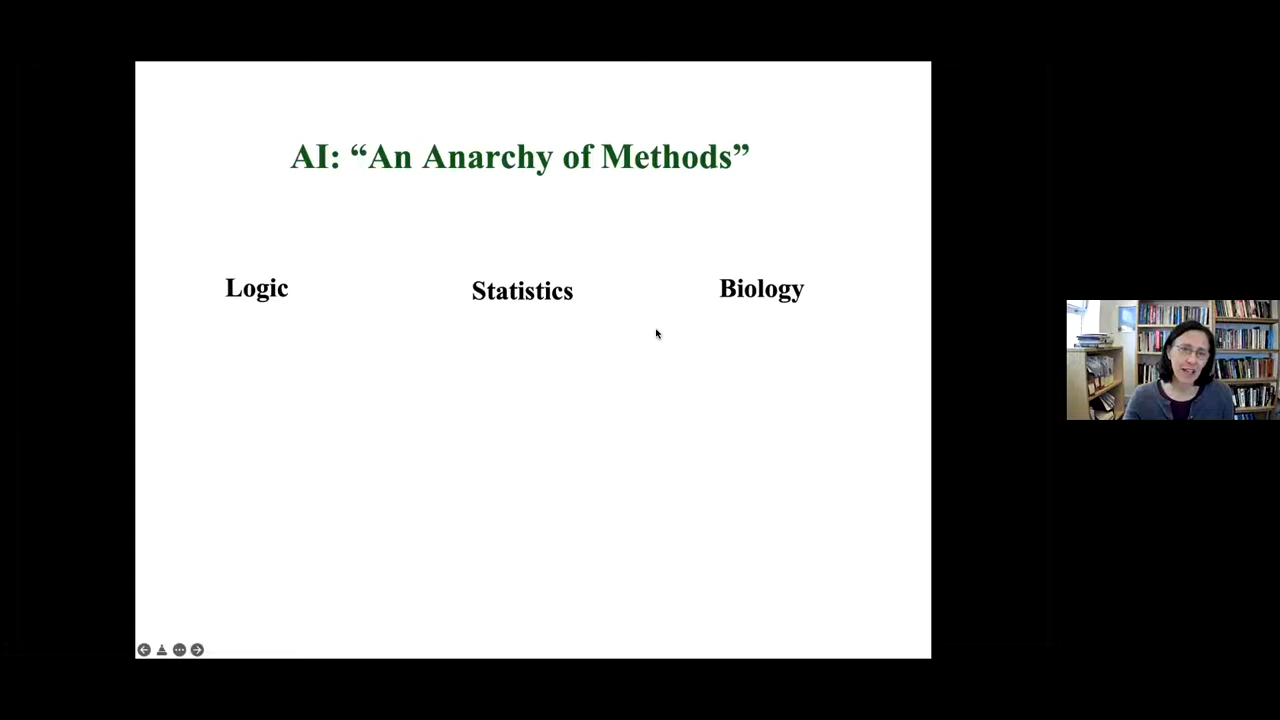 AI: “An Anarchy of Methods”
Logic
Statistics
Biology